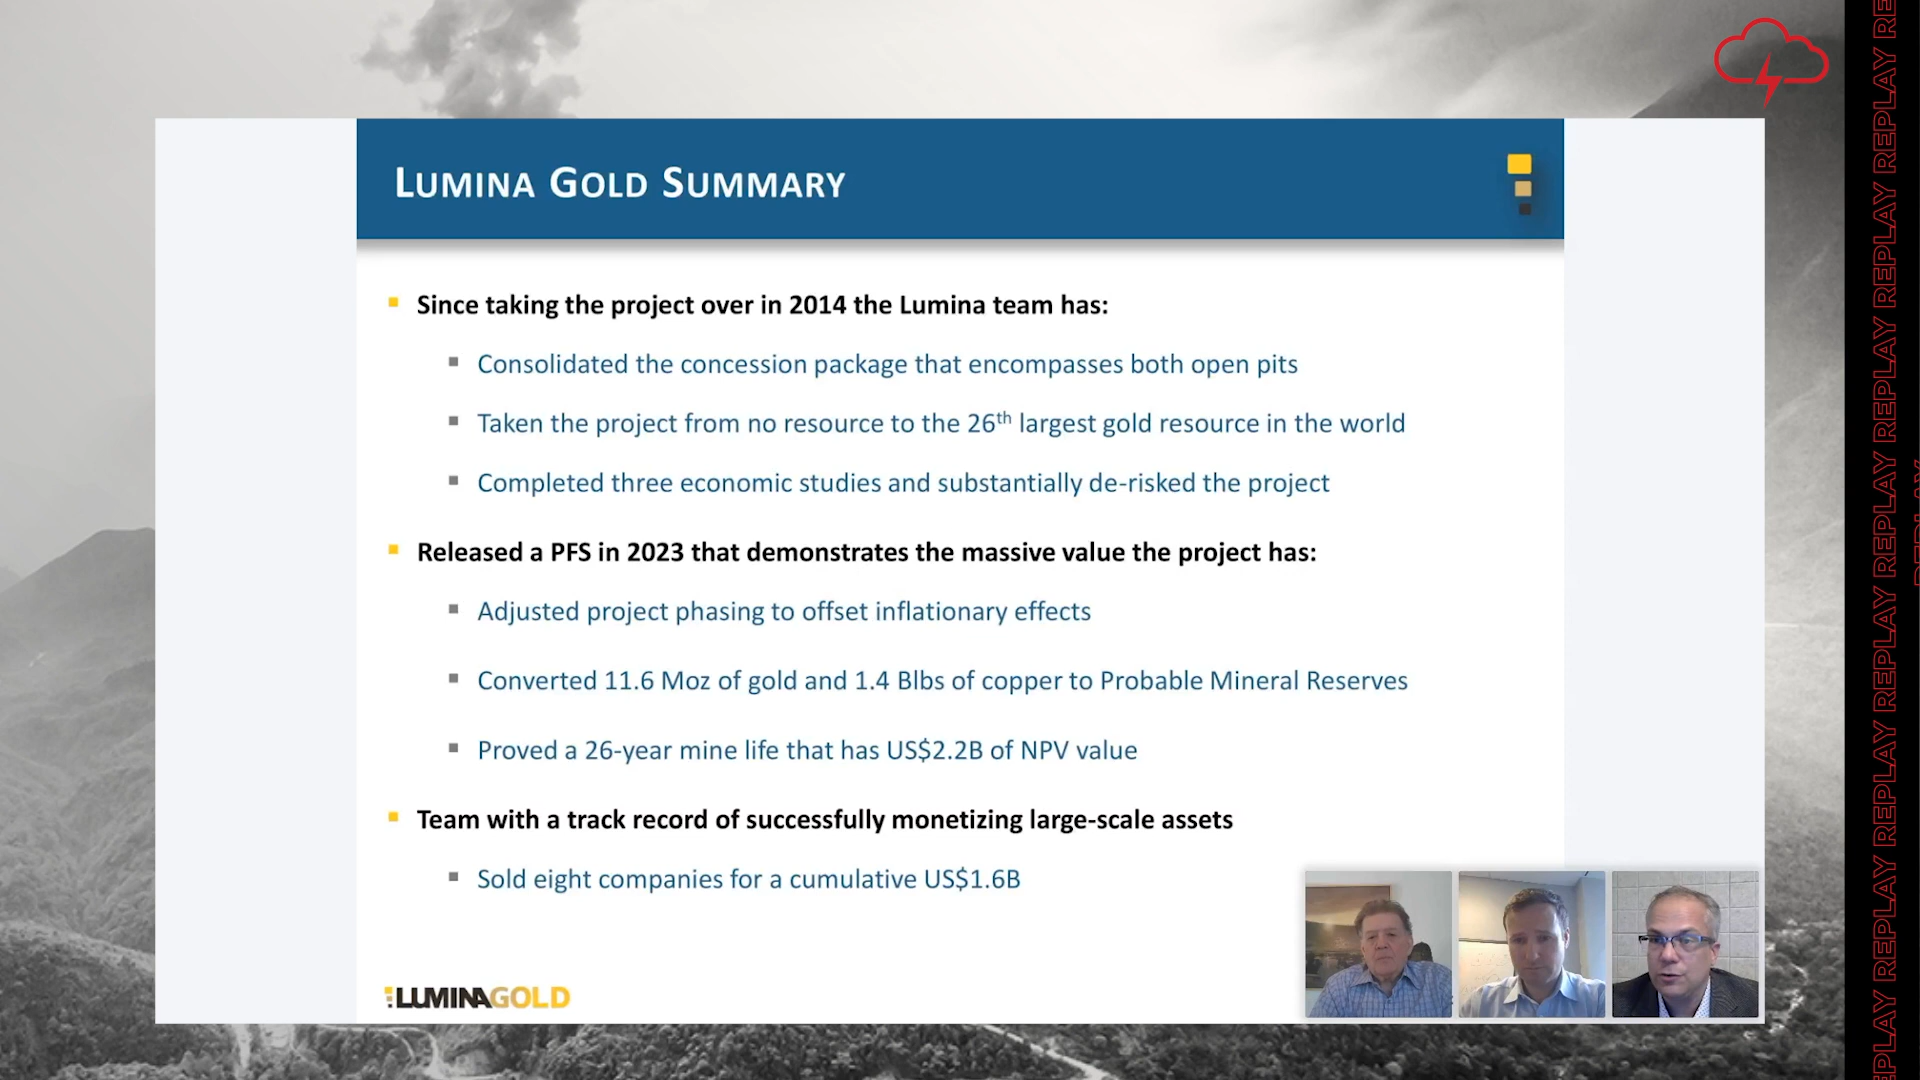 LUMINA GOLD SUMMARY
Since taking the project over in 2014 the Lumina team has:
Consolidated the concession package that encompasses both open pits
Taken the project from no resource to the 26th largest gold resource in the world
Completed three economic studies and substantially de-risked the project
Released a PFS in 2023 that demonstrates the massive value the project has:
Adjusted project phasing to offset inflationary effects
Converted 11.6 Moz of gold and 1.4 Blbs of copper to Probable Mineral Reserves
Proved a 26-year mine life that has US$2.2B of NPV value
Team with a track record of successfully monetizing large-scale assets
Sold eight companies for a cumulative US$1.6B
LUMINAGOLD
REPLAY REPLAY REPLAY REPLAY REPLAY REPLAY REPLAY REPLAY REPLAY REPLAY REPLAY